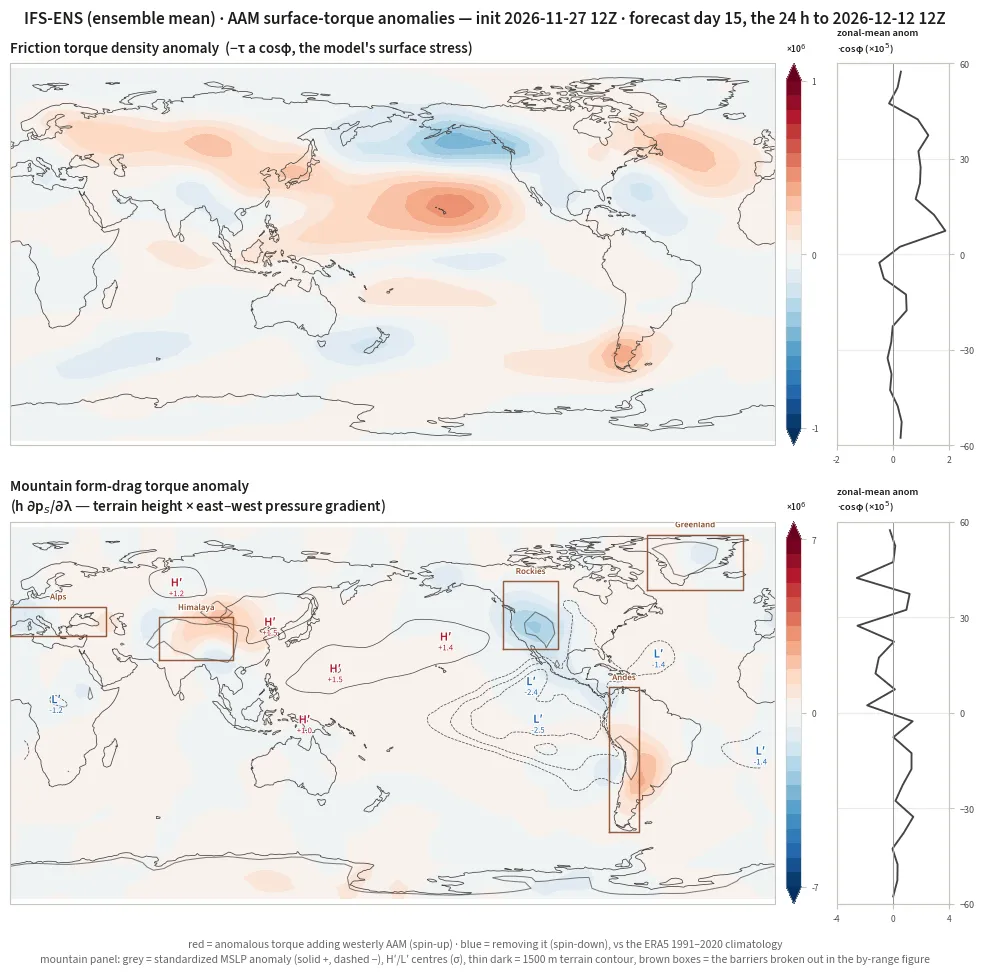 IFS-ENS (ensemble mean) · AAM surface-torque anomalies — init 2026-11-27 12Z · forecast day 15, the 24 h to 2026-12-12 12Z
Friction torque density anomaly (−τ a cosϕ, the model's surface stress)
×10⁶
zonal-mean anom
·cosϕ (×10⁵)
1
0
-1
60
30
0
−30
−60
-2
0
2
Mountain form-drag torque anomaly
(h ∂pₛ/∂λ — terrain height × east–west pressure gradient)
×10⁶
zonal-mean anom
·cosϕ (×10⁵)
Greenland
Rockies
Alps
Himalaya
Andes
H′
+1.2
H′
+1.5
H′
+1.4
H′
+1.5
H′
+1.0
L′
-1.2
L′
-2.4
L′
-2.5
L′
-1.4
L′
-1.4
7
0
-7
60
30
0
−30
−60
-4
0
4
red = anomalous torque adding westerly AAM (spin-up) · blue = removing it (spin-down), vs the ERA5 1991–2020 climatology
mountain panel: grey = standardized MSLP anomaly (solid +, dashed −), H′/L′ centres (σ), thin dark = 1500 m terrain contour, brown boxes = the barriers broken out in the by-range figure